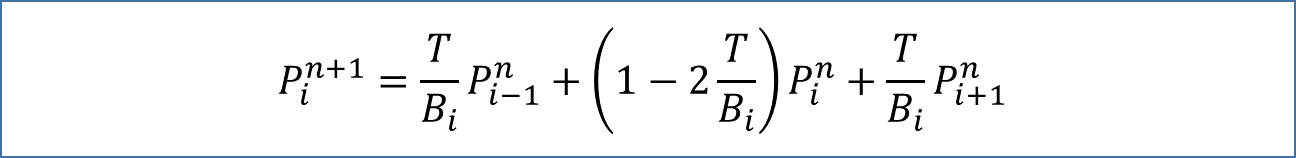 $P_i^{n+1} = \frac{T}{B_i} P_{i-1}^n + \left(1 - 2\frac{T}{B_i}\right) P_i^n + \frac{T}{B_i} P_{i+1}^n$